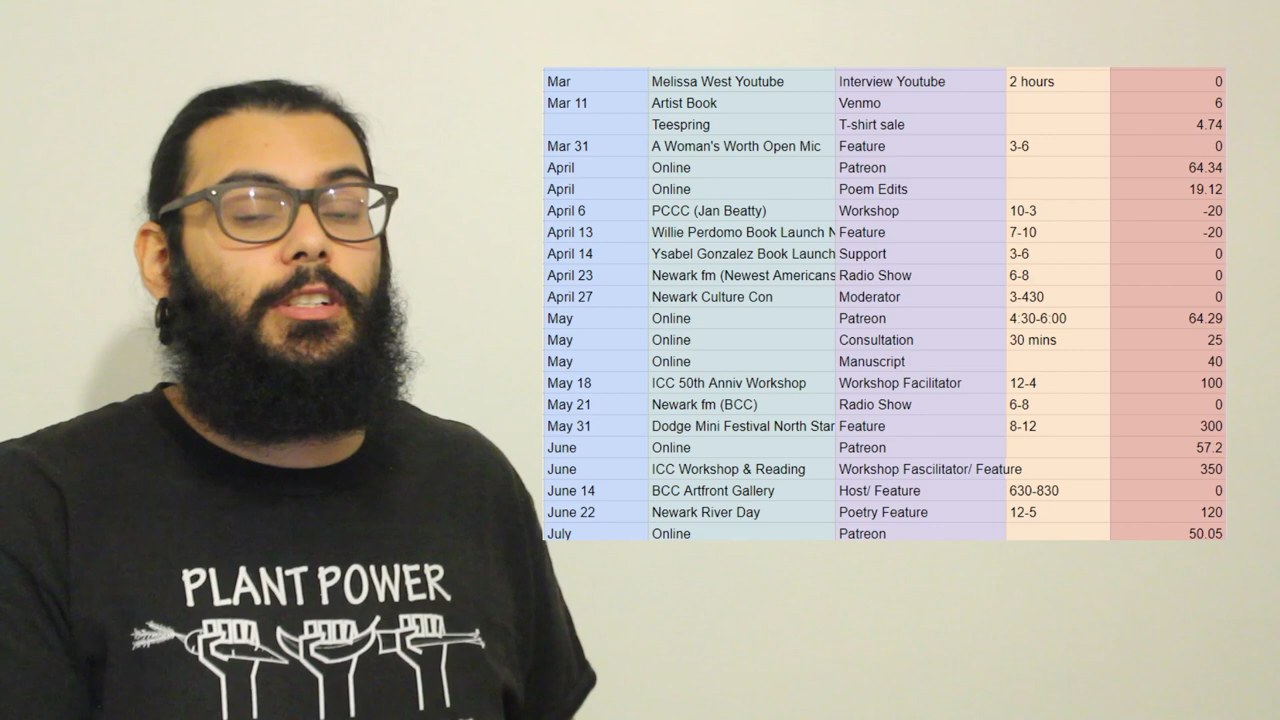 Mar Melissa West Youtube Interview Youtube 2 hours 0
Mar 11 Artist Book Venmo 6
Teespring T-shirt sale 4.74
Mar 31 A Woman's Worth Open Mic Feature 3-6 0
April Online Patreon 64.34
April Online Poem Edits 19.12
April 6 PCCC (Jan Beatty) Workshop 10-3 -20
April 13 Willie Perdomo Book Launch N Feature 7-10 -20
April 14 Ysabel Gonzalez Book Launch Support 3-6 0
April 23 Newark fm (Newest Americans Radio Show 6-8 0
April 27 Newark Culture Con Moderator 3-430 0
May Online Patreon 4:30-6:00 64.29
May Online Consultation 30 mins 25
May Online Manuscript 40
May 18 ICC 50th Anniv Workshop Workshop Facilitator 12-4 100
May 21 Newark fm (BCC) Radio Show 6-8 0
May 31 Dodge Mini Festival North Star Feature 8-12 300
June Online Patreon 57.2
June ICC Workshop & Reading Workshop Fascilitator/ Feature 350
June 14 BCC Artfront Gallery Host/ Feature 630-830 0
June 22 Newark River Day Poetry Feature 12-5 120
July Online Patreon 50.05
PLANT POWER